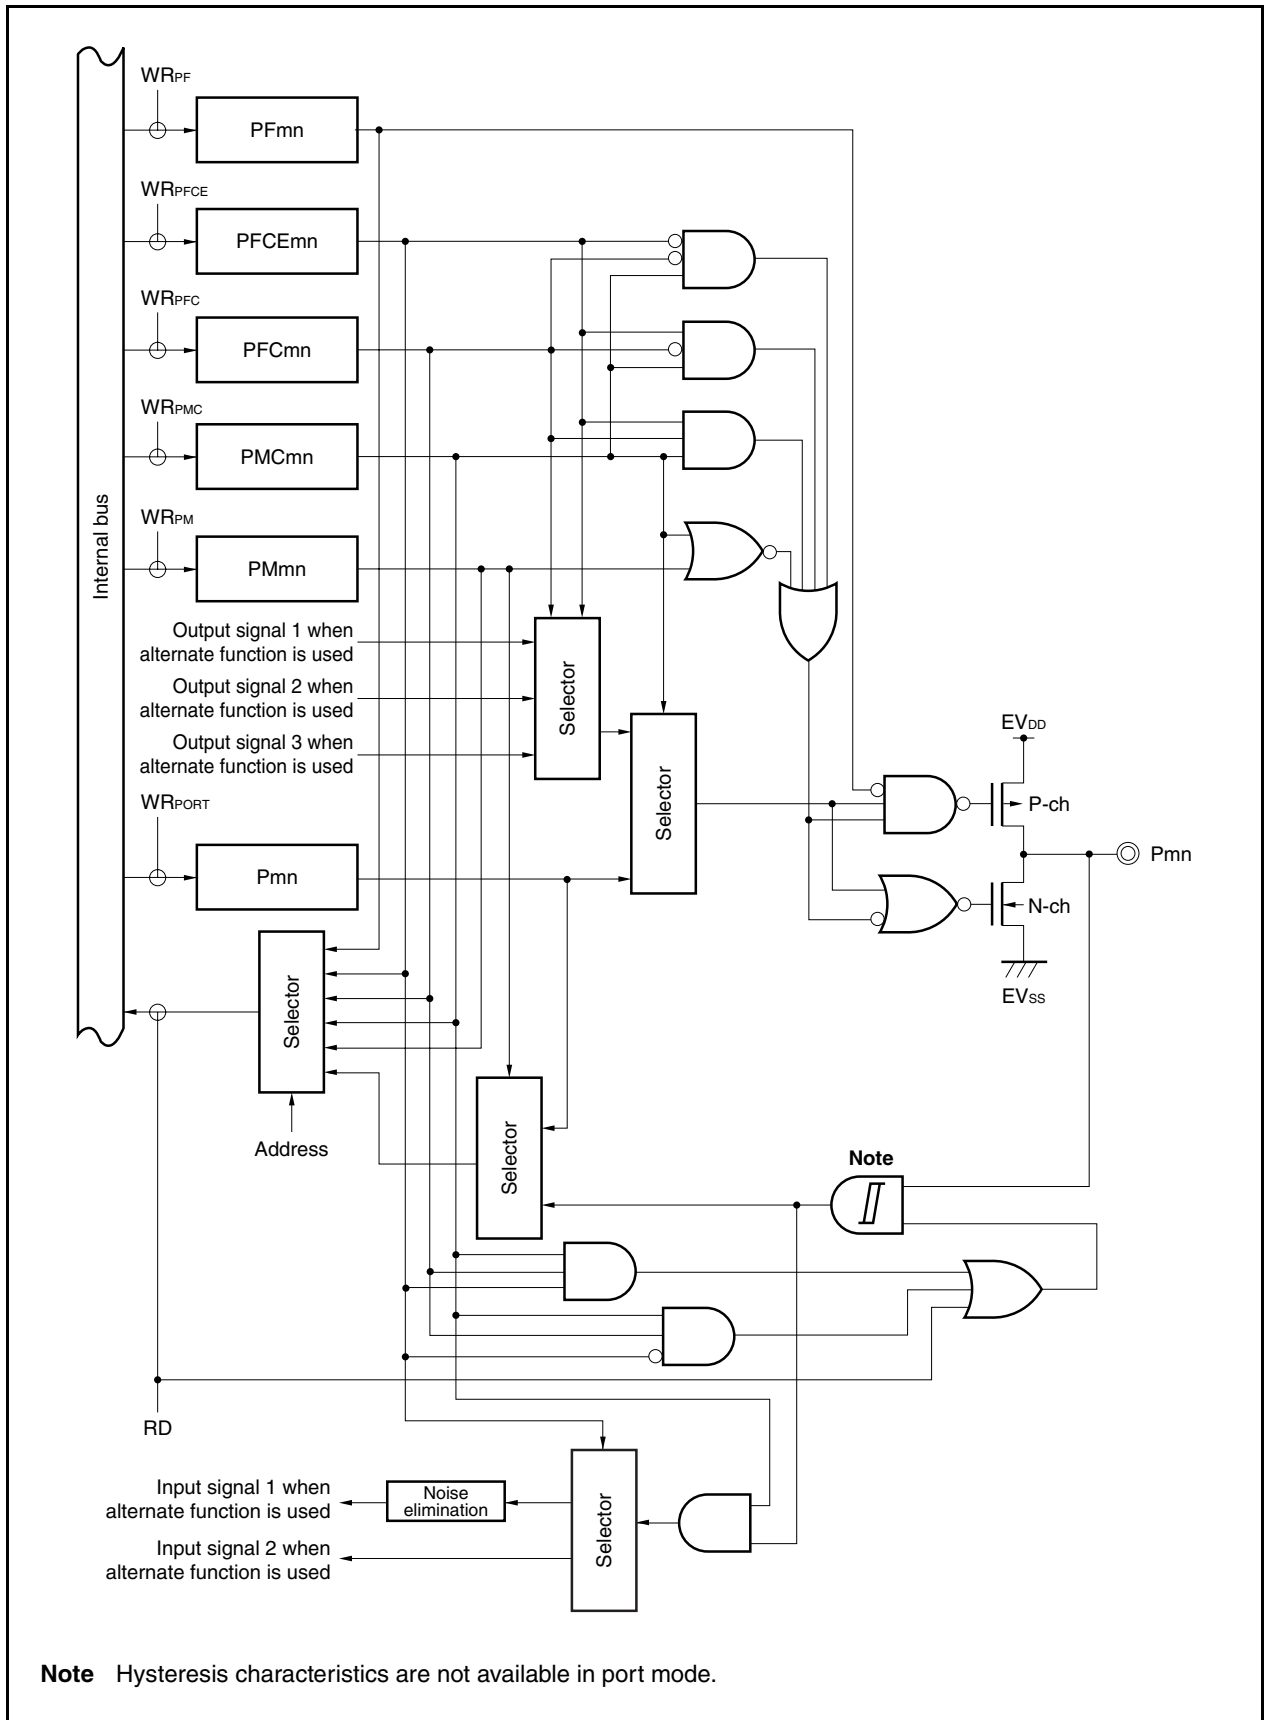 WRPF
PFmn
WRPFCE
PFCEmn
WRPFC
PFCmn
WRPMC
PMCmn
Internal bus
WRPM
PMmn
Output signal 1 when
alternate function is used
Output signal 2 when
alternate function is used
Output signal 3 when
alternate function is used
Selector
Selector
EVDD
P-ch
WRPORT
Pmn
Pmn
N-ch
EVSS
Selector
Address
Selector
Note
RD
Input signal 1 when
alternate function is used
Noise
elimination
Selector
Input signal 2 when
alternate function is used
Note Hysteresis characteristics are not available in port mode.